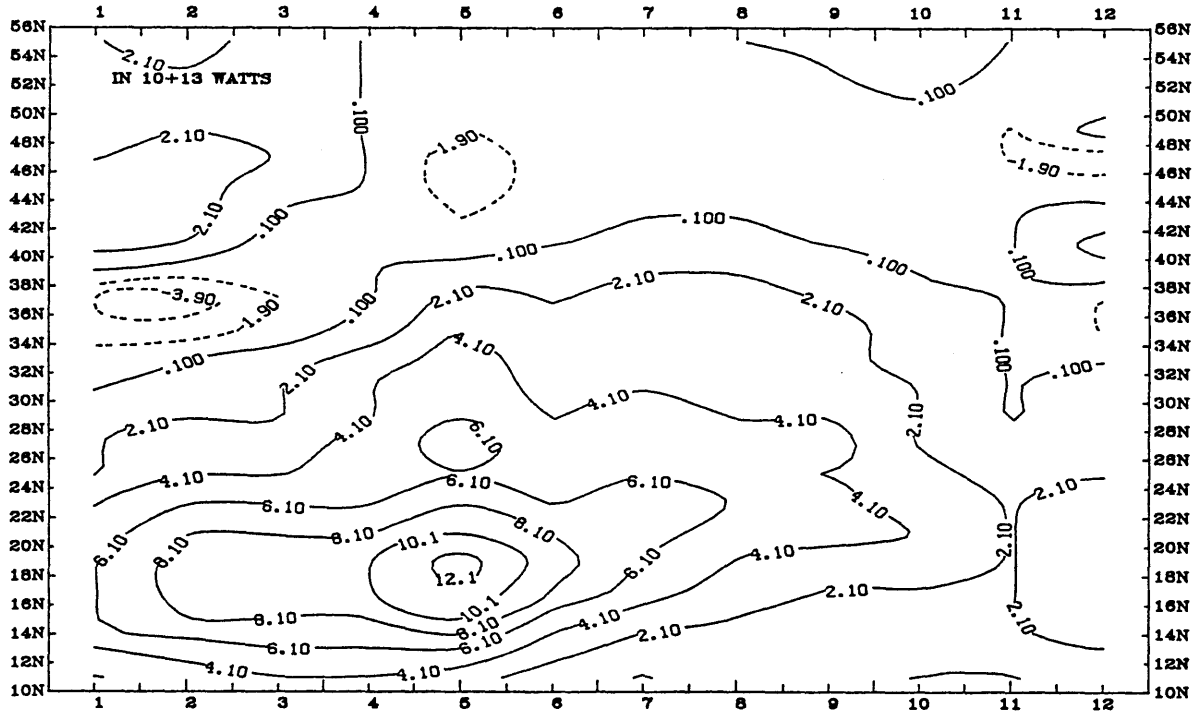 1 2 3 4 5 6 7 8 9 10 11 12
56N 56N
54N 2.10 54N
IN 10+13 WATTS
52N 52N
.100
50N .100 50N
48N 2.10 -1.90 48N
46N -1.90 46N
44N 44N
2.10
42N .100 .100 42N
40N .100 .100 .100 40N
38N 2.10 38N
3.90 .100 2.10 2.10
36N -1.90 36N
34N 4.10 .100 34N
32N .100 2.10 .100 32N
30N 4.10 30N
28N 2.10 4.10 6.10 4.10 2.10 28N
26N 26N
24N 4.10 6.10 6.10 2.10 24N
22N 6.10 8.10 4.10 22N
20N 6.10 8.10 8.10 10.1 6.10 4.10 2.10 20N
18N 12.1 18N
16N 10.1 2.10 16N
8.10 4.10 2.10
14N 8.10 2.10 14N
6.10 6.10
12N 4.10 4.10 12N
10N 10N
1 2 3 4 5 6 7 8 9 10 11 12